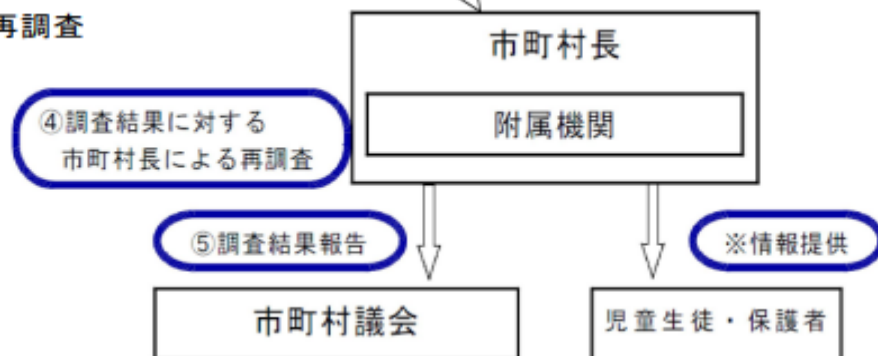 再調査
市町村長
④調査結果に対する
市町村長による再調査
附属機関
⑤調査結果報告
※情報提供
市町村議会
児童生徒・保護者